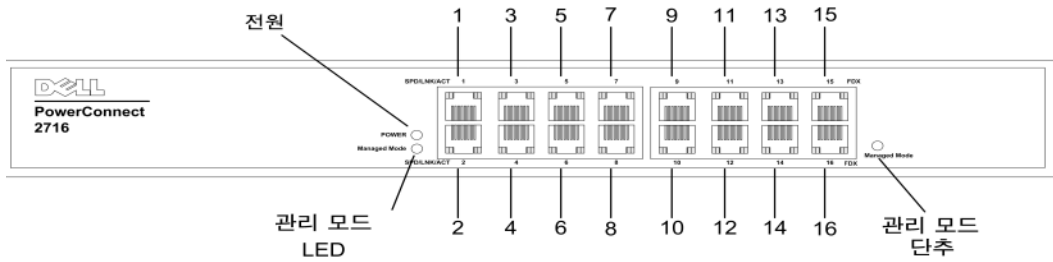 전원
1 3 5 7 9 11 13 15
DELL
PowerConnect
2716
SPD/LNK/ACT 1 3 5 7 9 11 13 15 FDX
POWER
Managed Mode
Managed Mode
SPD/LNK/ACT 2 4 6 8 10 12 14 16 FDX
2 4 6 8 10 12 14 16
관리 모드
LED
관리 모드
단추